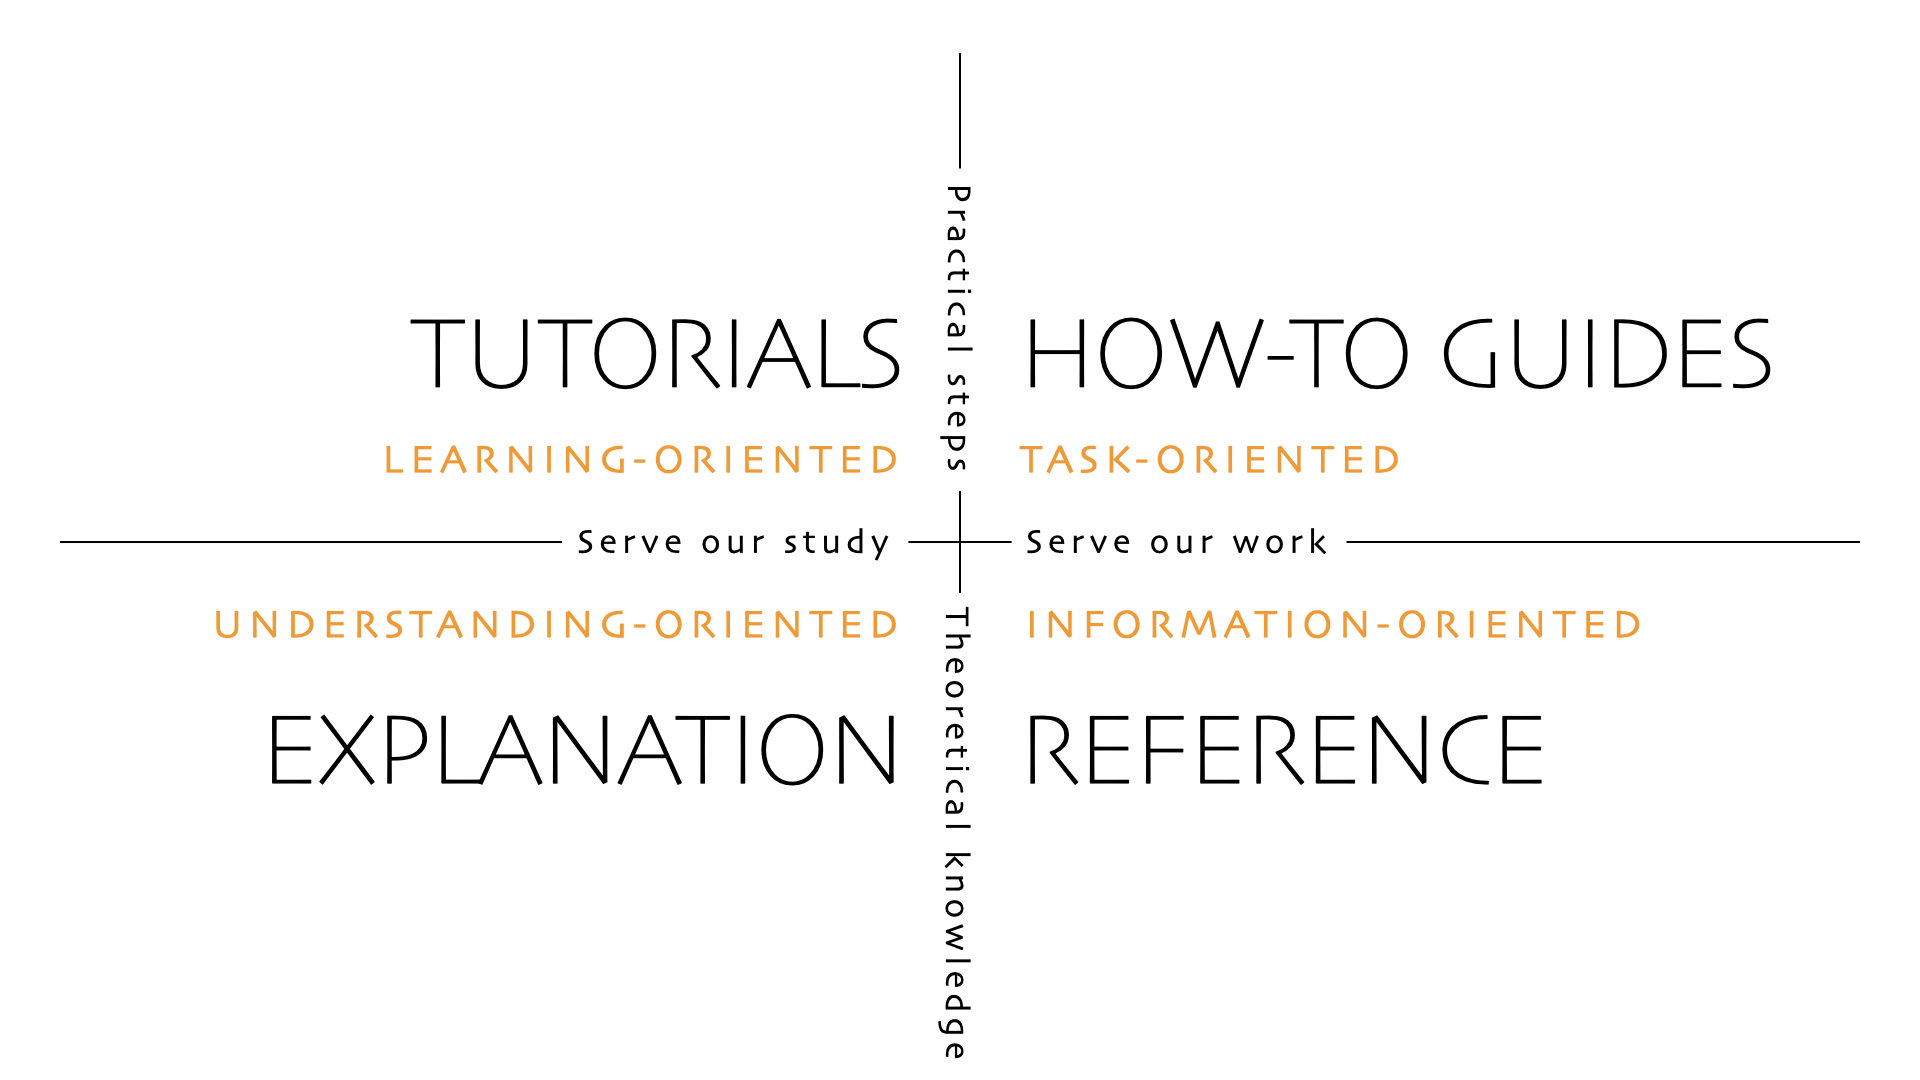 Practical steps
TUTORIALS
HOW-TO GUIDES
LEARNING-ORIENTED
TASK-ORIENTED
Serve our study
Serve our work
UNDERSTANDING-ORIENTED
INFORMATION-ORIENTED
EXPLANATION
REFERENCE
Theoretical knowledge